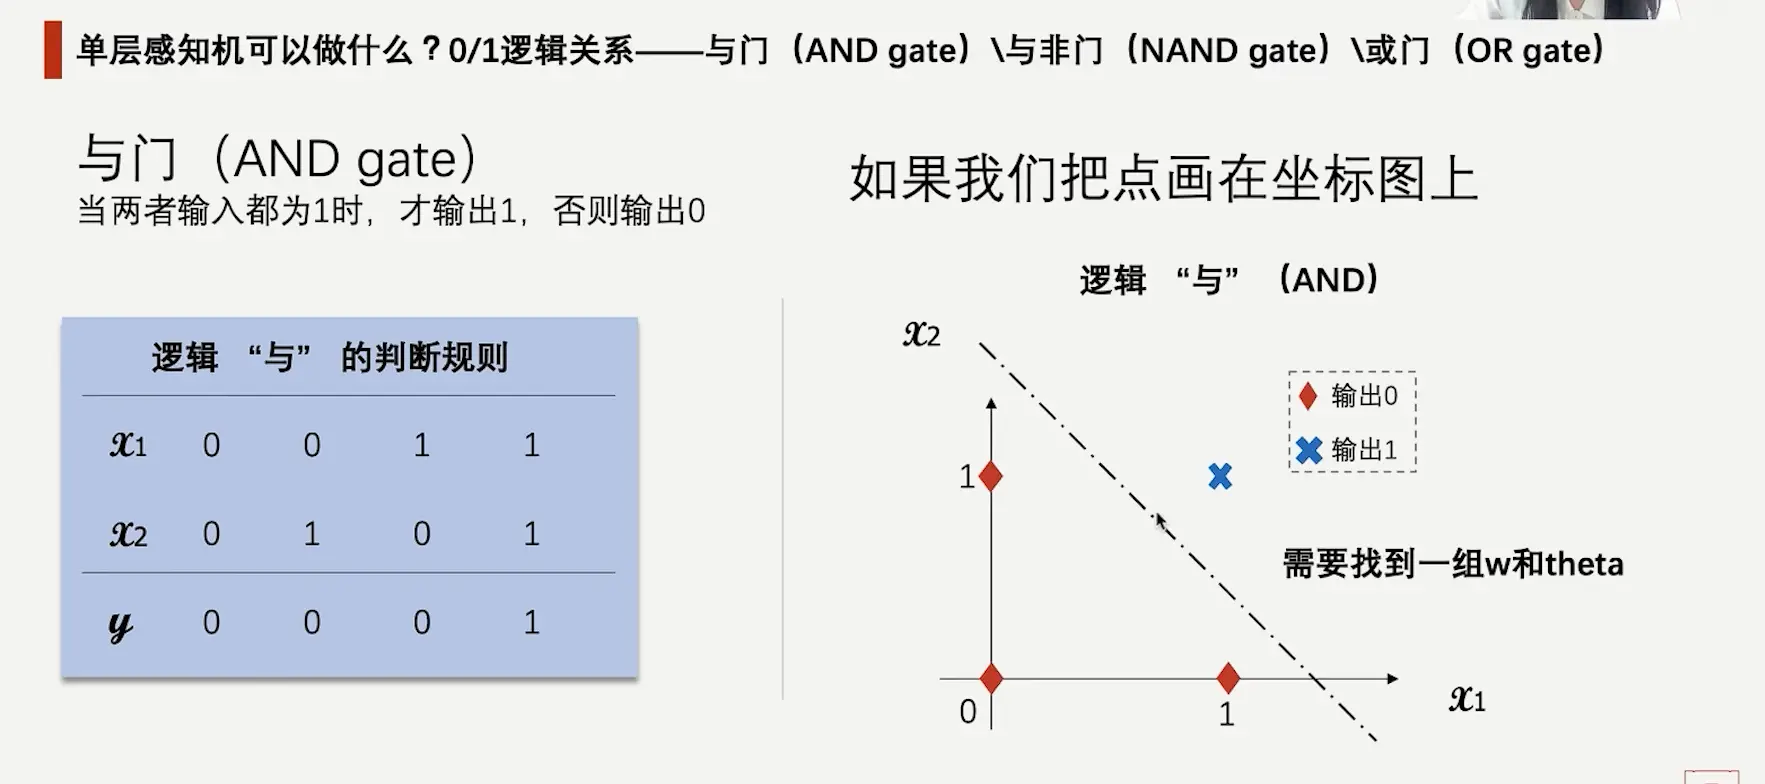 单层感知机可以做什么？0/1逻辑关系——与门（AND gate）\与非门（NAND gate）\或门（OR gate）
与门（AND gate）
当两者输入都为1时，才输出1，否则输出0
逻辑 “与” 的判断规则
x1 0 0 1 1
x2 0 1 0 1
y 0 0 0 1
如果我们把点画在坐标图上
逻辑 “与” （AND）
x2
输出0
输出1
1
需要找到一组w和theta
0
1
x1